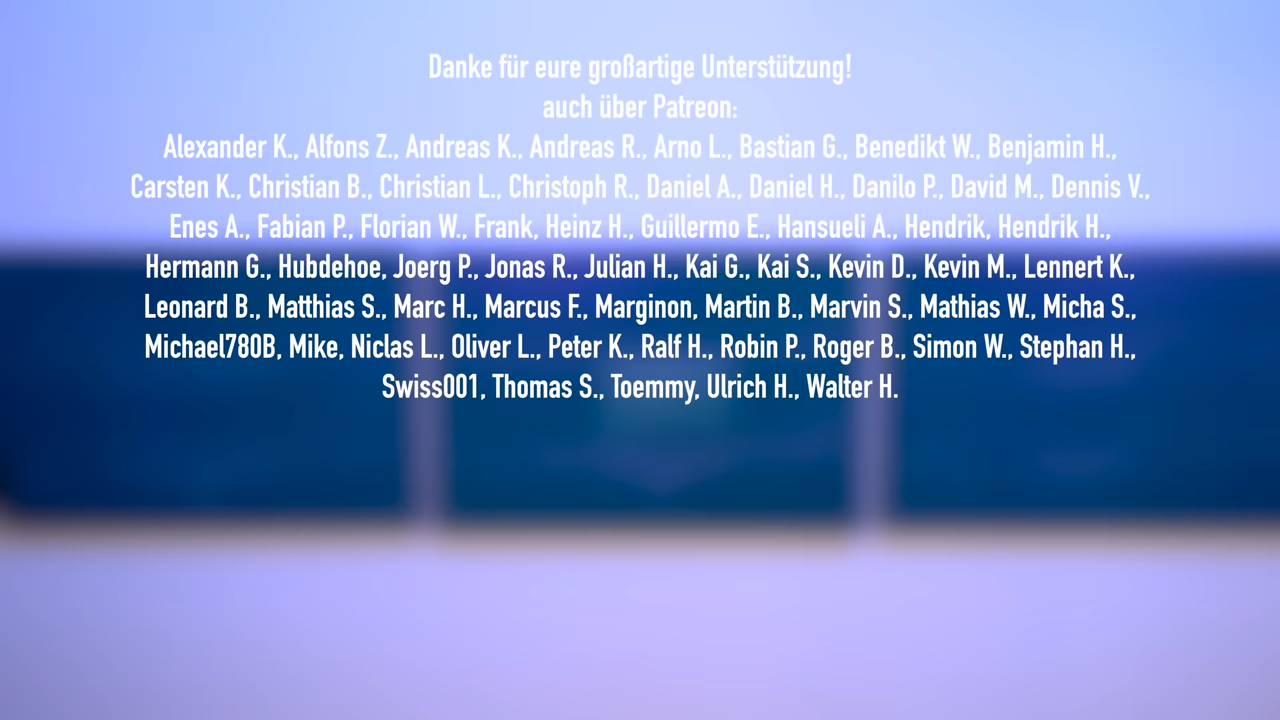 Danke für eure großartige Unterstützung!
auch über Patreon:
Alexander K., Alfons Z., Andreas K., Andreas R., Arno L., Bastian G., Benedikt W., Benjamin H.,
Carsten K., Christian B., Christian L., Christoph R., Daniel A., Daniel H., Danilo P., David M., Dennis V.,
Enes A., Fabian P., Florian W., Frank, Heinz H., Guillermo E., Hansueli A., Hendrik, Hendrik H.,
Hermann G., Hubdehoe, Joerg P., Jonas R., Julian H., Kai G., Kai S., Kevin D., Kevin M., Lennert K.,
Leonard B., Matthias S., Marc H., Marcus F., Marginon, Martin B., Marvin S., Mathias W., Micha S.,
Michael780B, Mike, Niclas L., Oliver L., Peter K., Ralf H., Robin P., Roger B., Simon W., Stephan H.,
Swiss001, Thomas S., Toemmy, Ulrich H., Walter H.